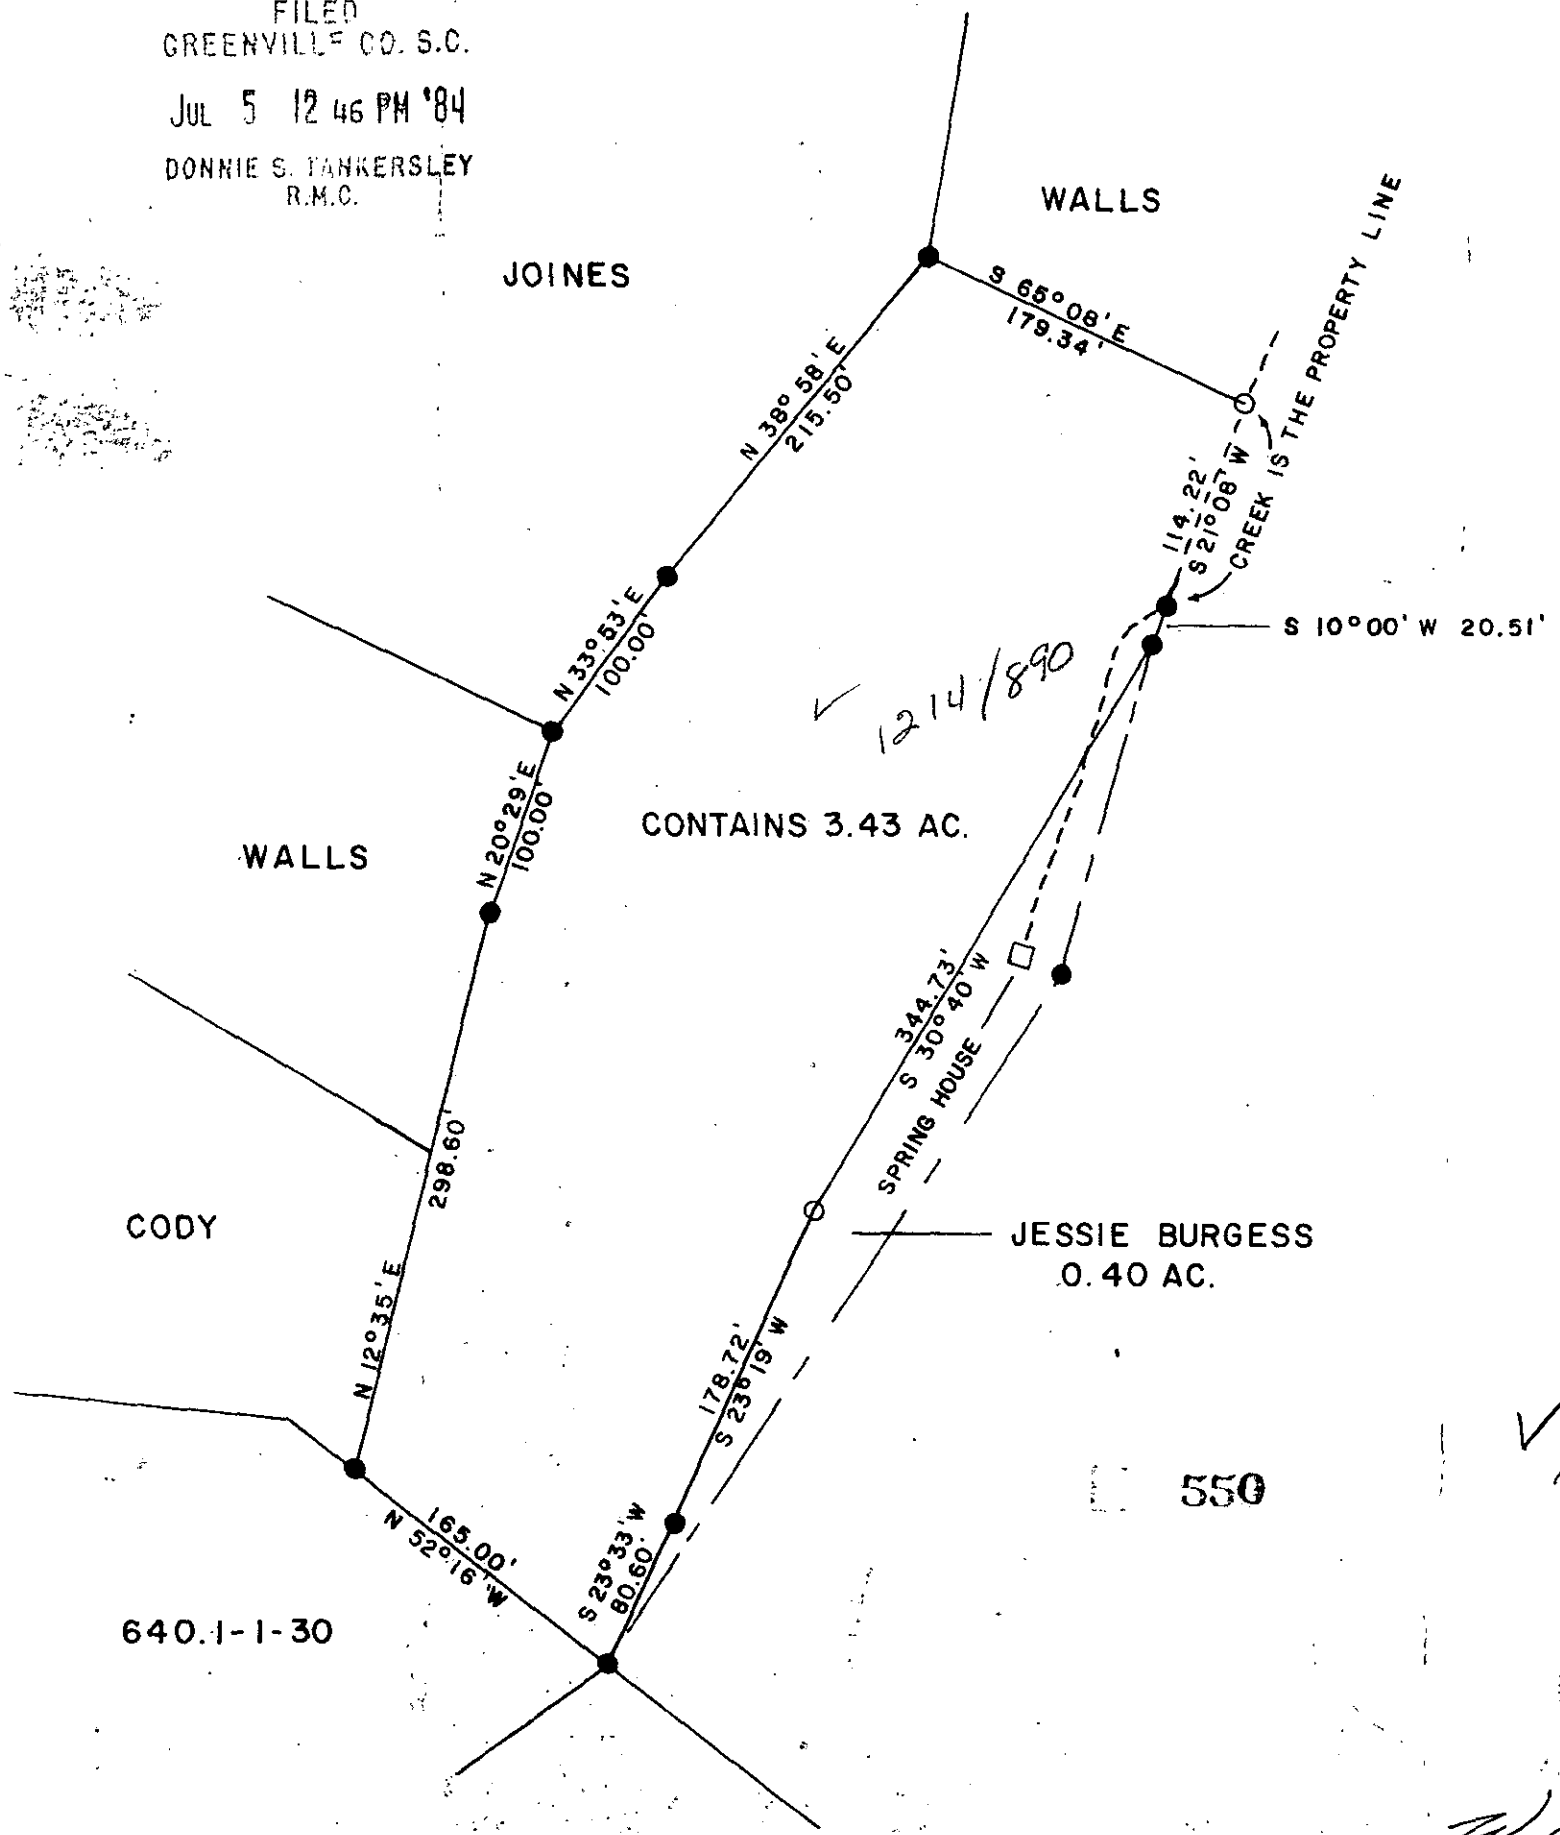 FILED
GREENVILLE CO. S.C.
JUL 5 12 46 PM '84
DONNIE S. TANKERSLEY
R.M.C.
WALLS
JOINES
CREEK IS THE PROPERTY LINE
S 65°08' E
179.34'
N 38°58' E
215.50'
114.22'
S 21°08' W
S 10°00' W 20.51'
N 33°53' E
100.00'
1214/890
N 20°29' E
100.00'
CONTAINS 3.43 AC.
WALLS
344.73'
S 30°40' W
SPRING HOUSE
298.60'
N 12°35' E
CODY
JESSIE BURGESS
0.40 AC.
178.72'
S 23°19' W
550
165.00'
N 52°16' W
S 23°33' W
80.60'
640.1-1-30